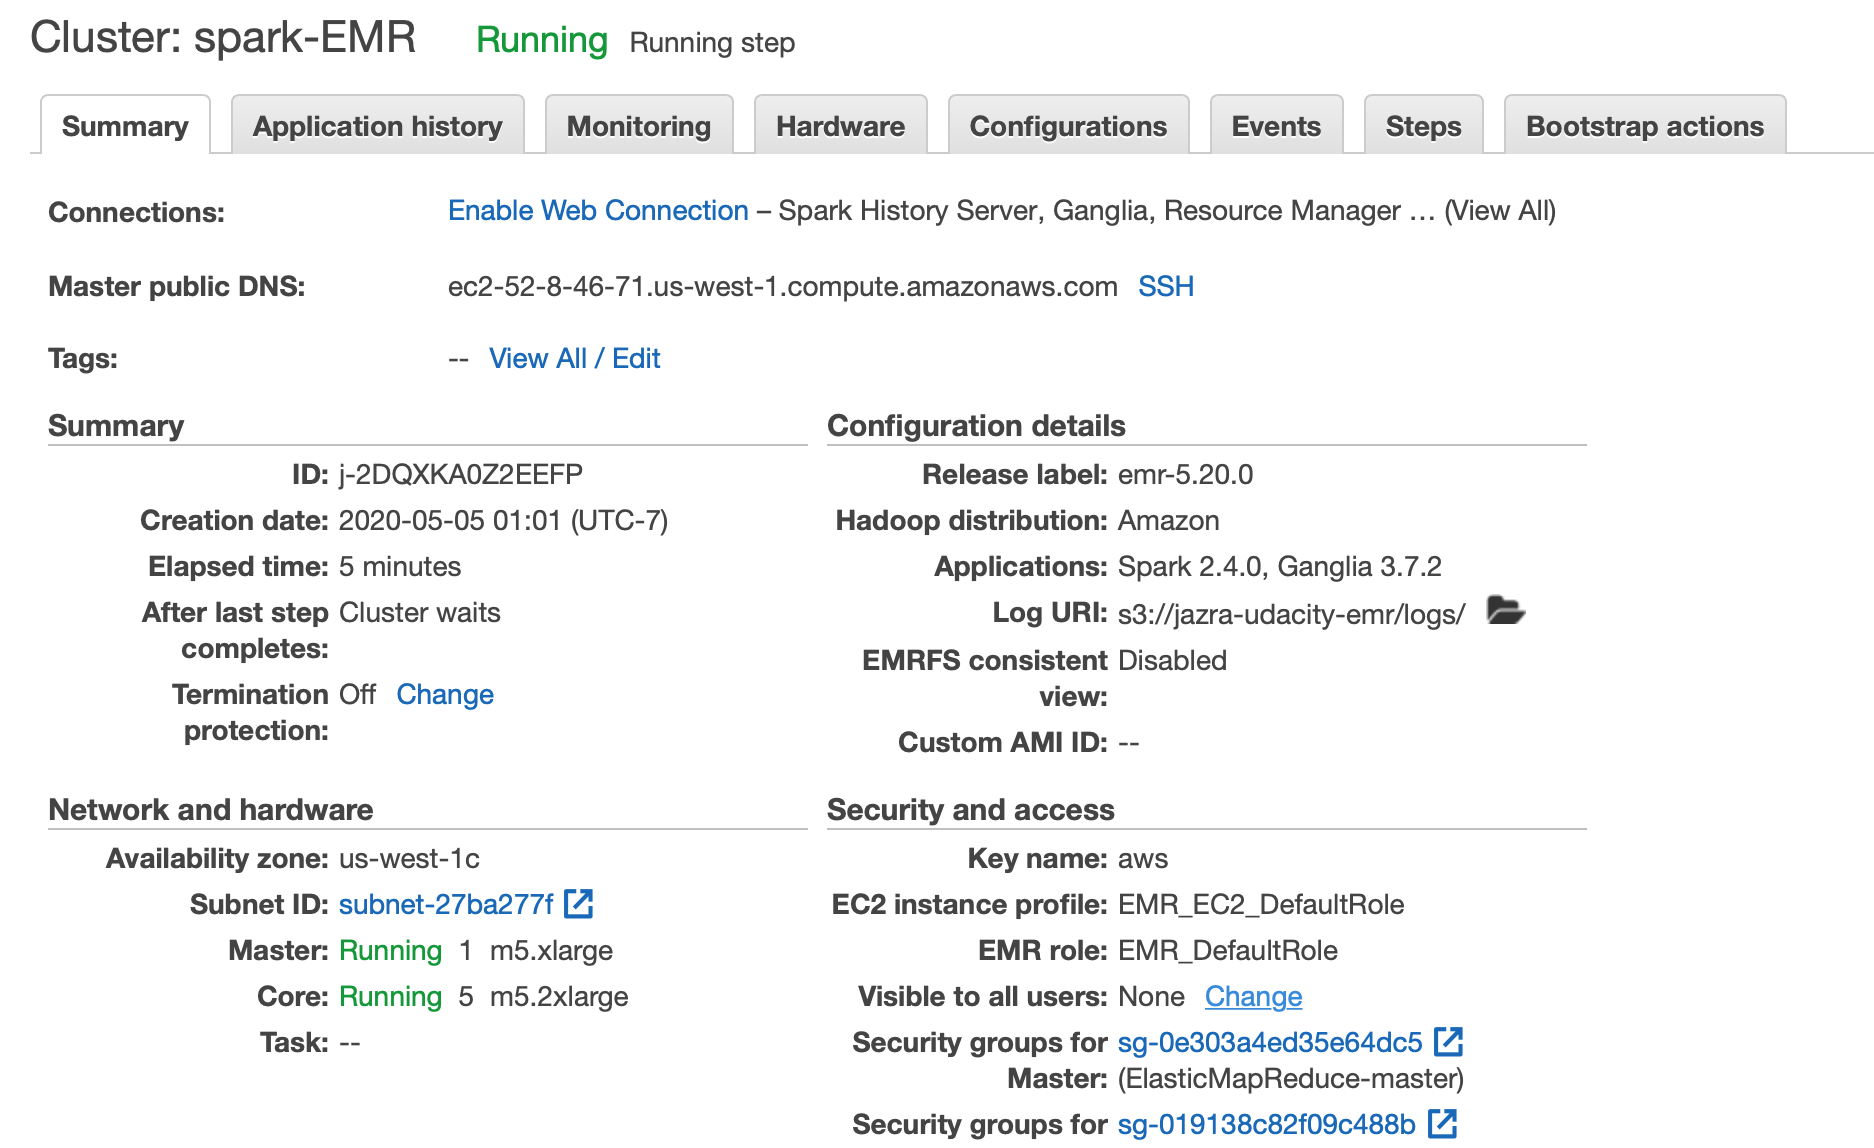 Cluster: spark-EMR Running Running step
Summary Application history Monitoring Hardware Configurations Events Steps Bootstrap actions
Connections: Enable Web Connection – Spark History Server, Ganglia, Resource Manager … (View All)
Master public DNS: ec2-52-8-46-71.us-west-1.compute.amazonaws.com SSH
Tags: -- View All / Edit
Summary
ID: j-2DQXKA0Z2EEFP
Creation date: 2020-05-05 01:01 (UTC-7)
Elapsed time: 5 minutes
After last step Cluster waits
completes:
Termination Off Change
protection:
Configuration details
Release label: emr-5.20.0
Hadoop distribution: Amazon
Applications: Spark 2.4.0, Ganglia 3.7.2
Log URI: s3://jazra-udacity-emr/logs/
EMRFS consistent Disabled
view:
Custom AMI ID: --
Network and hardware
Availability zone: us-west-1c
Subnet ID: subnet-27ba277f
Master: Running 1 m5.xlarge
Core: Running 5 m5.2xlarge
Task: --
Security and access
Key name: aws
EC2 instance profile: EMR_EC2_DefaultRole
EMR role: EMR_DefaultRole
Visible to all users: None Change
Security groups for sg-0e303a4ed35e64dc5
Master: (ElasticMapReduce-master)
Security groups for sg-019138c82f09c488b